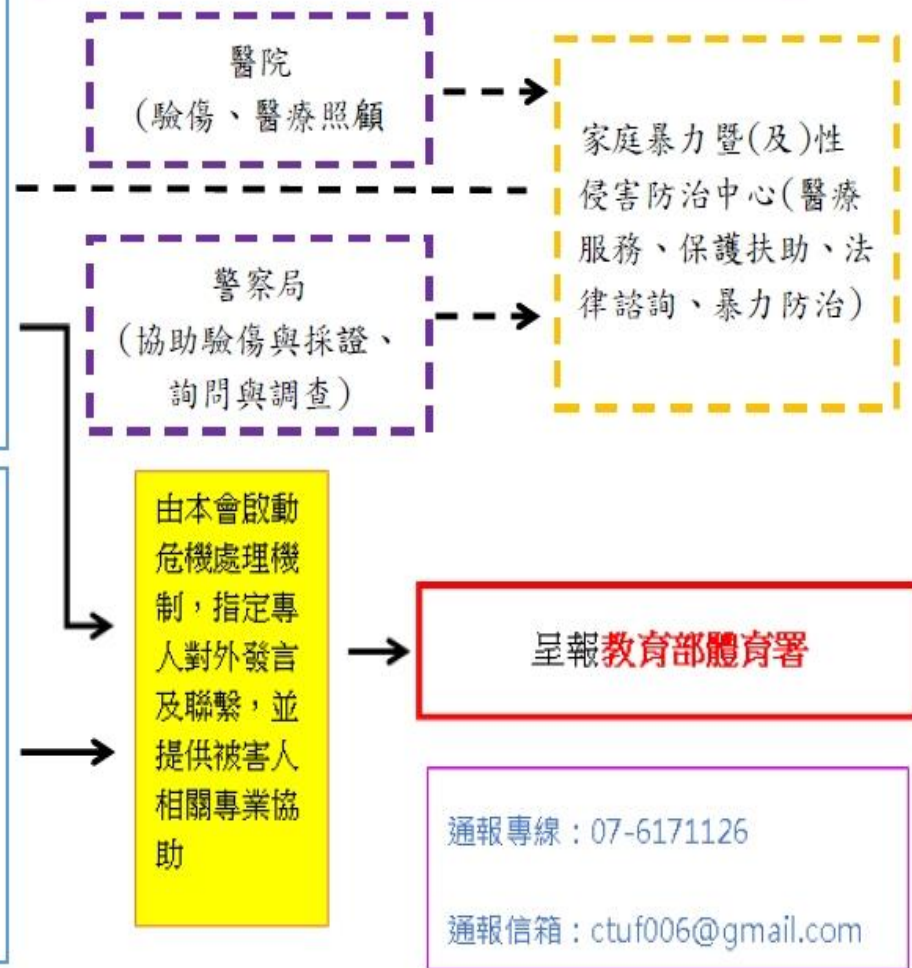 醫院
(驗傷、醫療照顧
家庭暴力暨(及)性
侵害防治中心(醫療
服務、保護扶助、法
律諮詢、暴力防治)
警察局
(協助驗傷與採證、
詢問與調查)
由本會啟動
危機處理機
制，指定專
人對外發言
及聯繫，並
提供被害人
相關專業協
助
呈報教育部體育署
通報專線：07-6171126
通報信箱：ctuf006@gmail.com